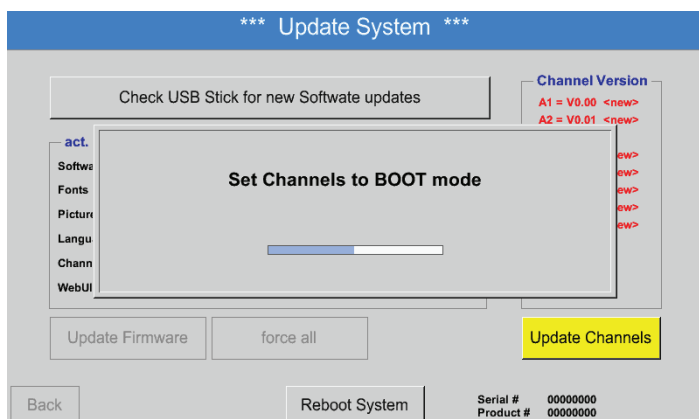 *** Update System ***
Channel Version
Check USB Stick for new Softwate updates
A1 = V0.00 <new>
A2 = V0.01 <new>
act.
ew>
Softwa
ew>
Set Channels to BOOT mode
Fonts
ew>
Picture
ew>
Langu
ew>
Chann
WebUI
Update Firmware
force all
Update Channels
Back
Reboot System
Serial # 00000000
Product # 00000000